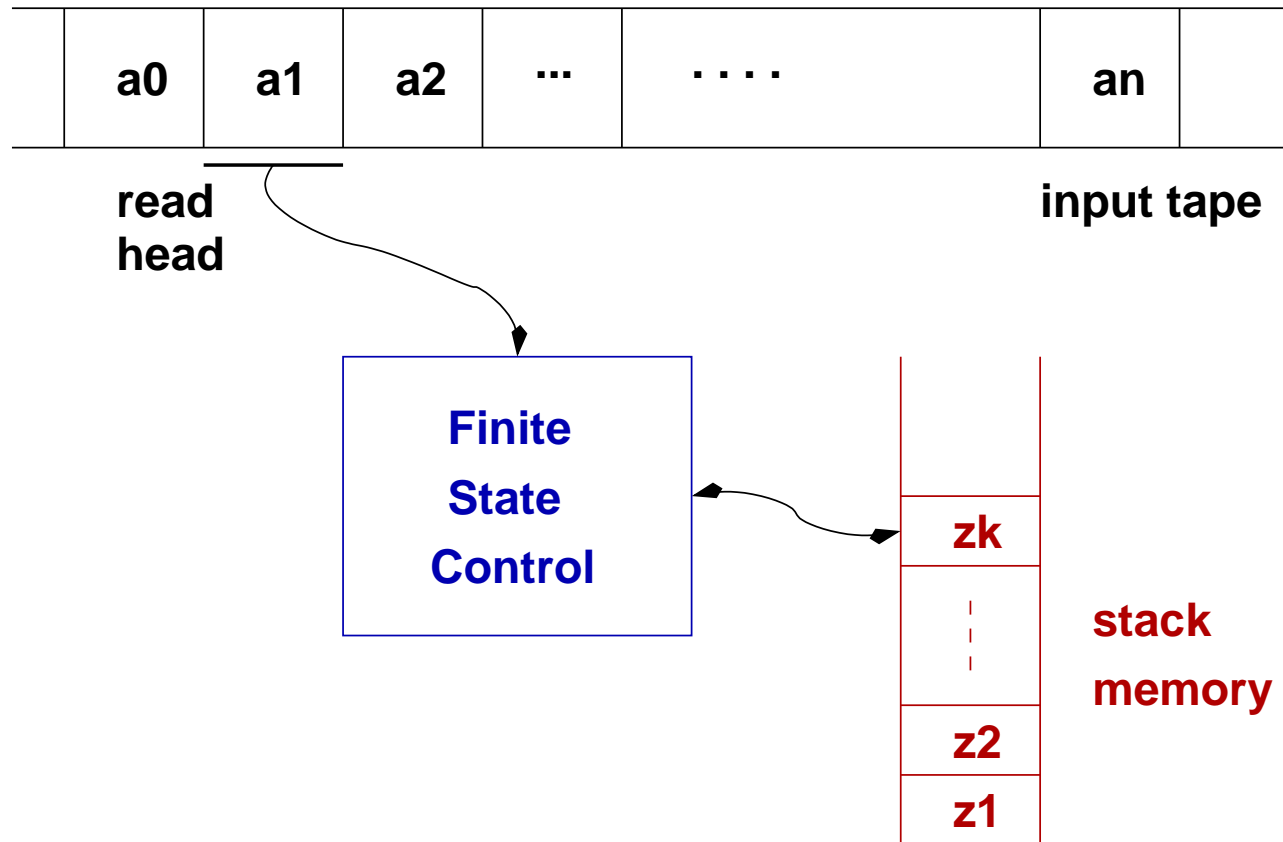 a0 a1 a2 ... . . . . an
read
head
input tape
Finite
State
Control
zk
stack
memory
z2
z1